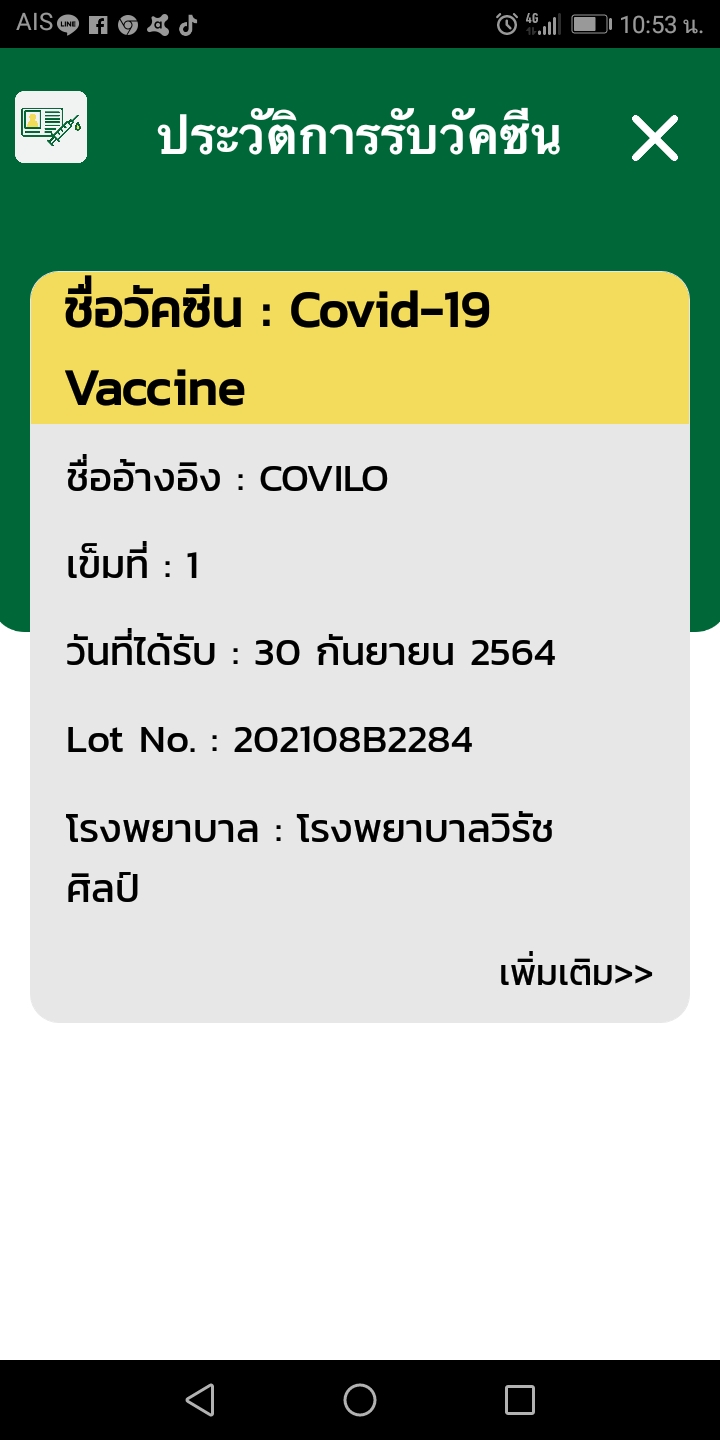 AIS 4G 10:53 น.
ประวัติการรับวัคซีน
ชื่อวัคซีน : Covid-19
Vaccine
ชื่ออ้างอิง : COVILO
เข็มที่ : 1
วันที่ได้รับ : 30 กันยายน 2564
Lot No. : 202108B2284
โรงพยาบาล : โรงพยาบาลวิรัช
ศิลป์
เพิ่มเติม>>